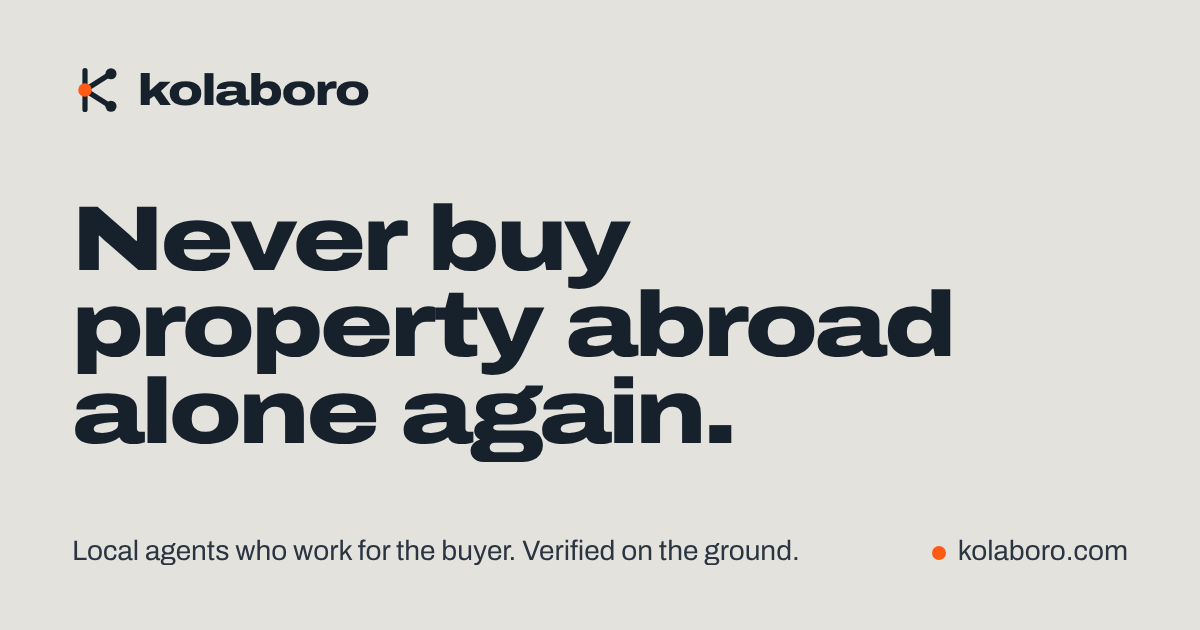 kolaboro
Never buy
property abroad
alone again.
Local agents who work for the buyer. Verified on the ground.
kolaboro.com